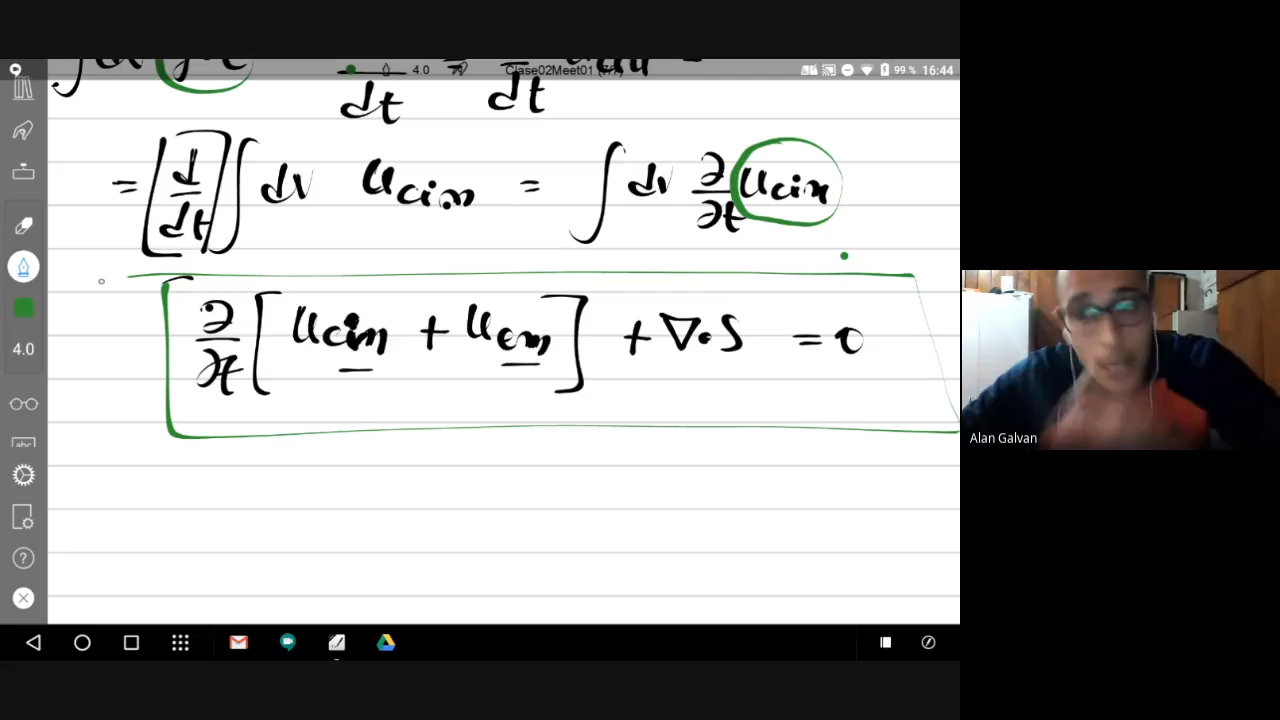 4.0 Clase02Meet01 99 % 16:44
dt dt
= [d/dt] ∫ dv u_cin = ∫ dv ∂/∂t u_cin
∂/∂t [u_cin + u_em] + ∇·S = 0
4.0
abc
Alan Galvan